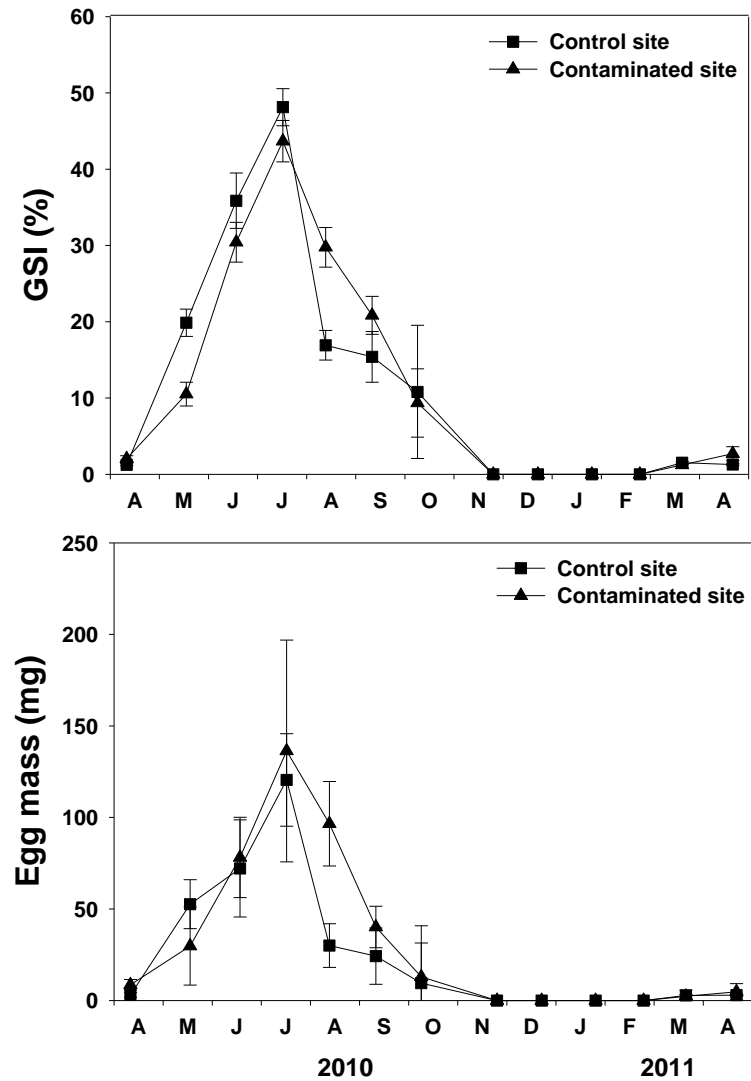 60
50
40
30
20
10
0
GSI (%)
Control site
Contaminated site
A M J J A S O N D J F M A
250
200
150
100
50
0
Egg mass (mg)
Control site
Contaminated site
A M J J A S O N D J F M A
2010 2011